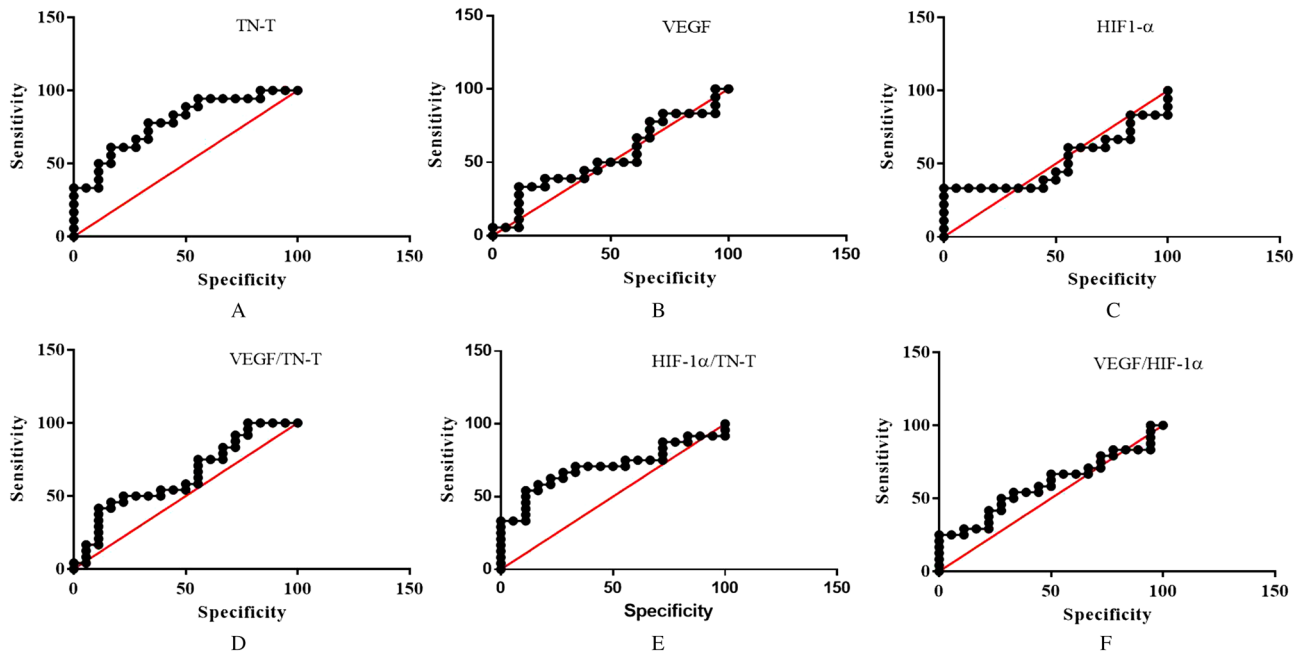 TN-T
150
100
50
0
Sensitivity
0
50
100
150
Specificity
A
VEGF
150
100
50
0
Sensitivity
0
50
100
150
Specificity
B
HIF1-α
150
100
50
0
Sensitivity
0
50
100
150
Specificity
C
VEGF/TN-T
150
100
50
0
Sensitivity
0
50
100
150
Specificity
D
HIF-1α/TN-T
150
100
50
0
Sensitivity
0
50
100
150
Specificity
E
VEGF/HIF-1α
150
100
50
0
Sensitivity
0
50
100
150
Specificity
F